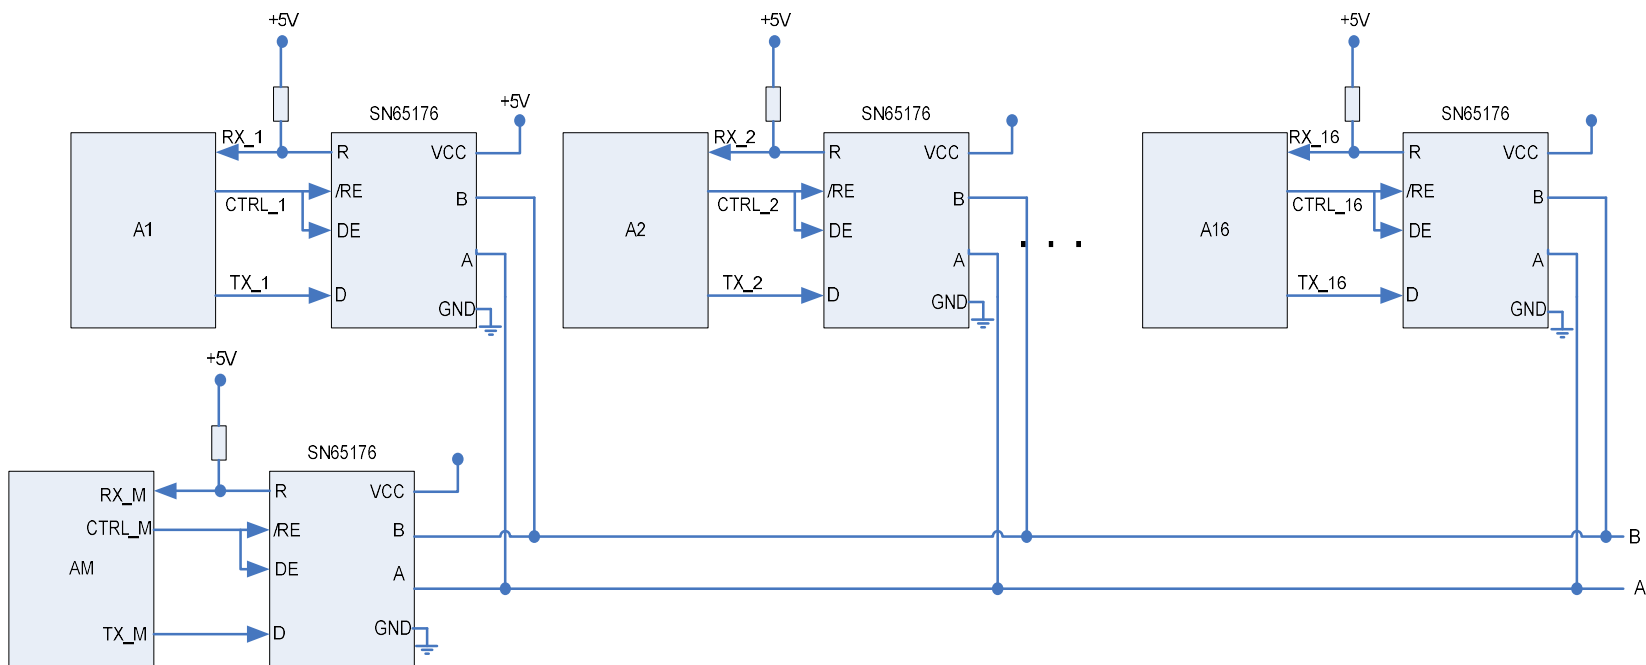 +5V
+5V
+5V
SN65176
+5V
SN65176
SN65176
RX_1
R
VCC
RX_2
R
VCC
RX_16
R
VCC
/RE
B
/RE
B
/RE
B
CTRL_1
CTRL_2
CTRL_16
A1
DE
A2
DE
A16
DE
A
A
A
TX_1
D
TX_2
D
TX_16
D
GND
GND
GND
. . .
+5V
SN65176
RX_M
R
VCC
CTRL_M
/RE
B
B
AM
DE
A
A
TX_M
D
GND